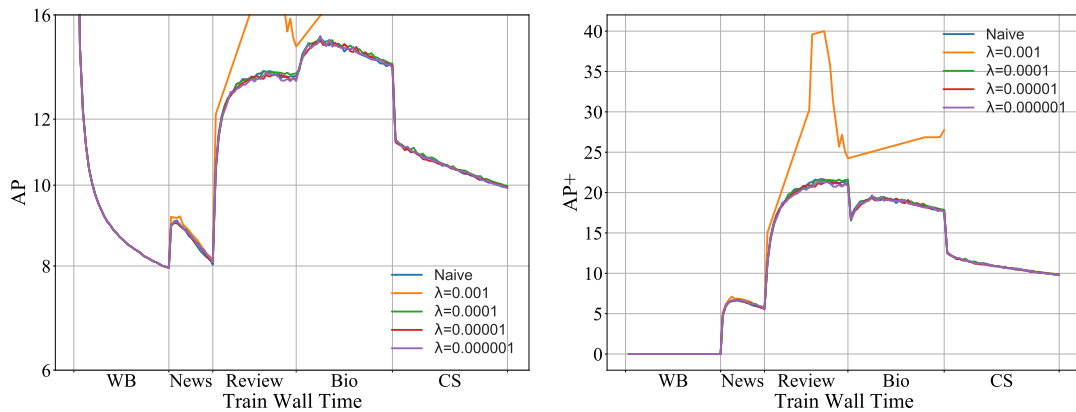 16
12
10
8
6
AP
Naive
λ=0.001
λ=0.0001
λ=0.00001
λ=0.000001
WB News Review Bio CS
Train Wall Time
40
35
30
25
20
15
10
5
0
AP+
Naive
λ=0.001
λ=0.0001
λ=0.00001
λ=0.000001
WB News Review Bio CS
Train Wall Time